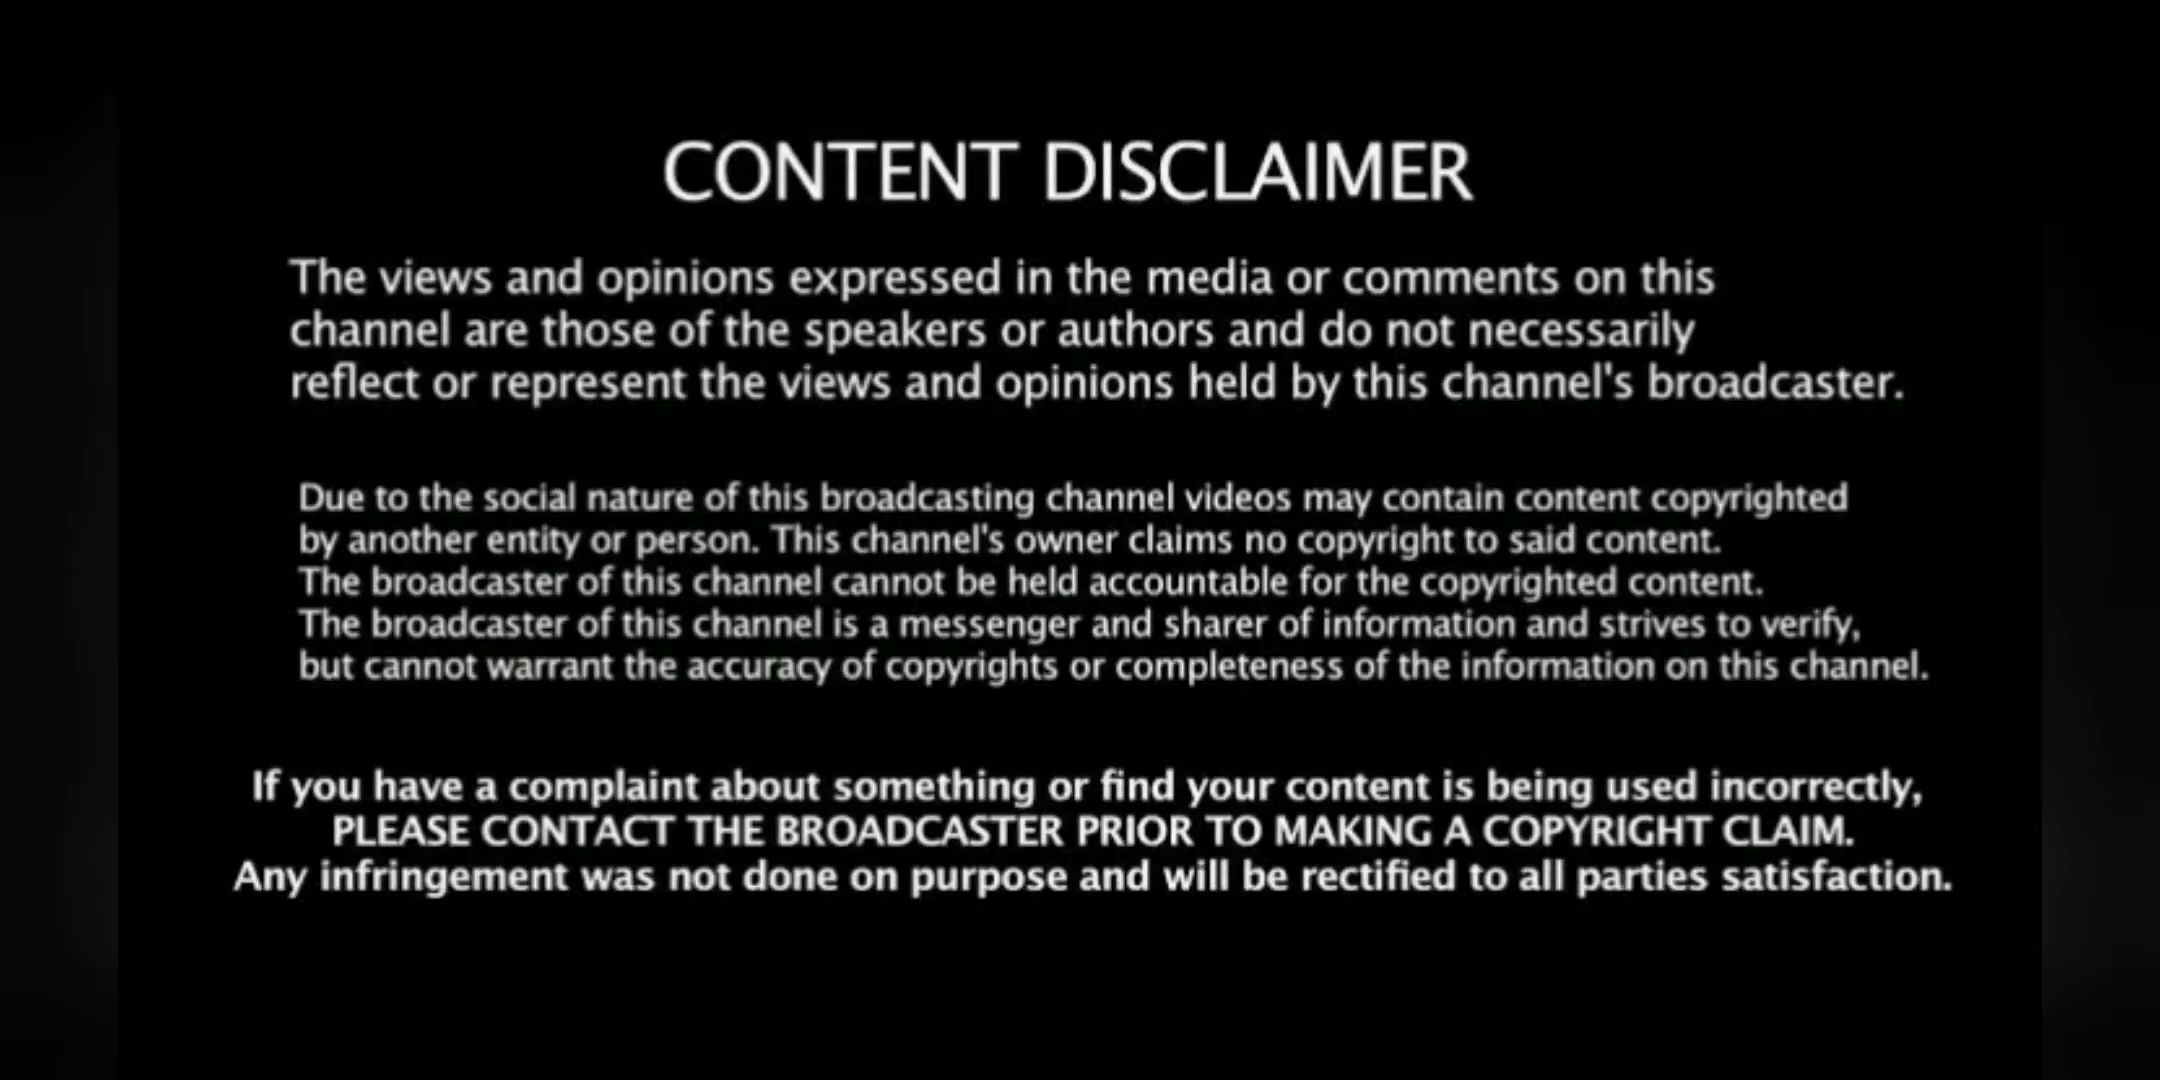 CONTENT DISCLAIMER
The views and opinions expressed in the media or comments on this
channel are those of the speakers or authors and do not necessarily
reflect or represent the views and opinions held by this channel's broadcaster.
Due to the social nature of this broadcasting channel videos may contain content copyrighted
by another entity or person. This channel's owner claims no copyright to said content.
The broadcaster of this channel cannot be held accountable for the copyrighted content.
The broadcaster of this channel is a messenger and sharer of information and strives to verify,
but cannot warrant the accuracy of copyrights or completeness of the information on this channel.
If you have a complaint about something or find your content is being used incorrectly,
PLEASE CONTACT THE BROADCASTER PRIOR TO MAKING A COPYRIGHT CLAIM.
Any infringement was not done on purpose and will be rectified to all parties satisfaction.